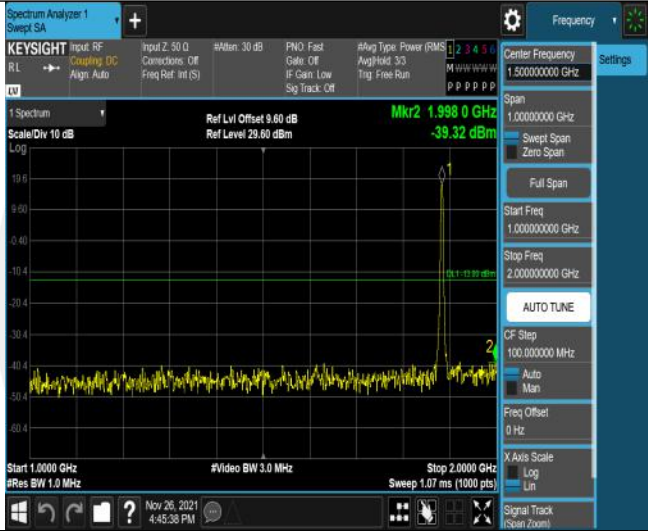 Spectrum Analyzer 1
Swept SA
+
Frequency
KEYSIGHT
RL
LV
Input: RF
Coupling: DC
Align: Auto
Input Z: 50 Ω
Corrections: Off
Freq Ref: Int (S)
#Atten: 30 dB
PNO: Fast
Gate: Off
IF Gain: Low
Sig Track: Off
#Avg Type: Power (RMS
Avg|Hold: 3/3
Trig: Free Run
1 2 3 4 5 6
M W W W W W
P P P P P P
1 Spectrum
Scale/Div 10 dB
Log
Ref Lvl Offset 9.60 dB
Ref Level 29.60 dBm
Mkr2 1.998 0 GHz
-39.32 dBm
19.6
9.60
-0.40
-10.4
-20.4
-30.4
-40.4
-50.4
-60.4
1
DL1 -13.00 dBm
2
Start 1.0000 GHz
#Res BW 1.0 MHz
#Video BW 3.0 MHz
Stop 2.0000 GHz
Sweep 1.07 ms (1000 pts)
Nov 26, 2021
4:45:38 PM
?
Center Frequency
1.500000000 GHz
Settings
Span
1.00000000 GHz
Swept Span
Zero Span
Full Span
Start Freq
1.000000000 GHz
Stop Freq
2.000000000 GHz
AUTO TUNE
CF Step
100.000000 MHz
Auto
Man
Freq Offset
0 Hz
X Axis Scale
Log
Lin
Signal Track
(Span Zoom)